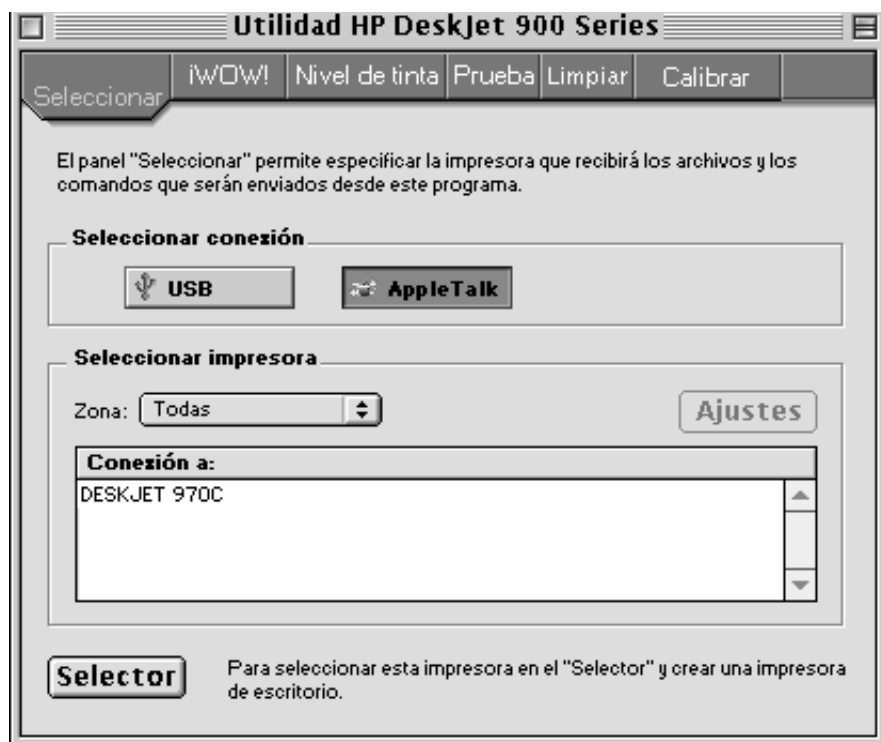 Utilidad HP DeskJet 900 Series
Seleccionar ¡WOW! Nivel de tinta Prueba Limpiar Calibrar
El panel "Seleccionar" permite especificar la impresora que recibirá los archivos y los
comandos que serán enviados desde este programa.
Seleccionar conexión
USB AppleTalk
Seleccionar impresora
Zona: Todas Ajustes
Conexión a:
DESKJET 970C
Selector
Para seleccionar esta impresora en el "Selector" y crear una impresora
de escritorio.